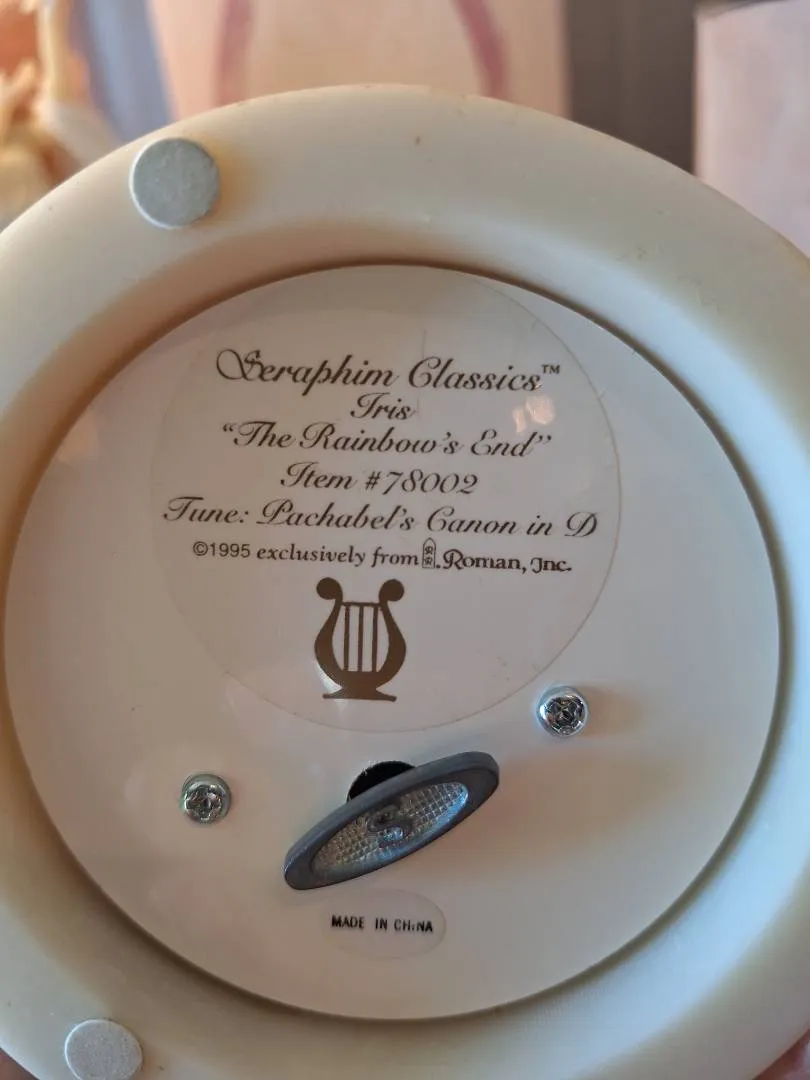 Seraphim Classics™
Iris
“The Rainbow’s End”
Item #78002
Tune: Pachabel’s Canon in D
©1995 exclusively from RR. Roman, Inc.
S
MADE IN CHINA